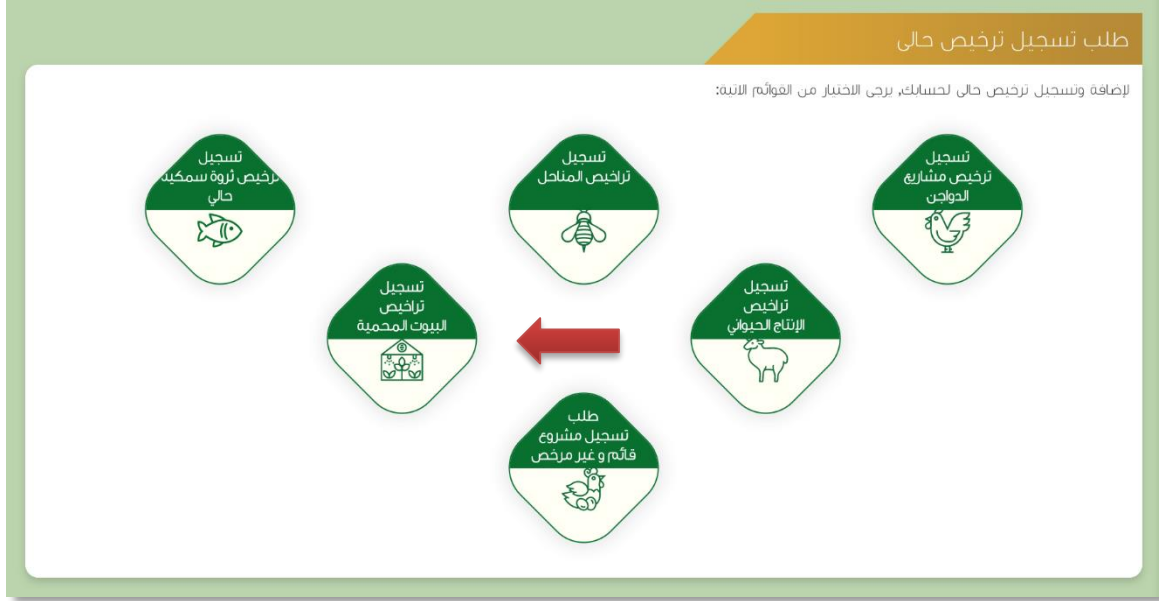 طلب تسجيل ترخيص حالى
لإضافة وتسجيل ترخيص حالى لحسابك, يرجى الاختيار من القوائم الاتية:
تسجيل
ترخيص مشاريع
الدواجن
تسجيل
تراخيص المناحل
تسجيل
ترخيص ثروة سمكية
حالي
تسجيل
تراخيص
الإنتاج الحيواني
تسجيل
تراخيص
البيوت المحمية
طلب
تسجيل مشروع
قائم و غير مرخص